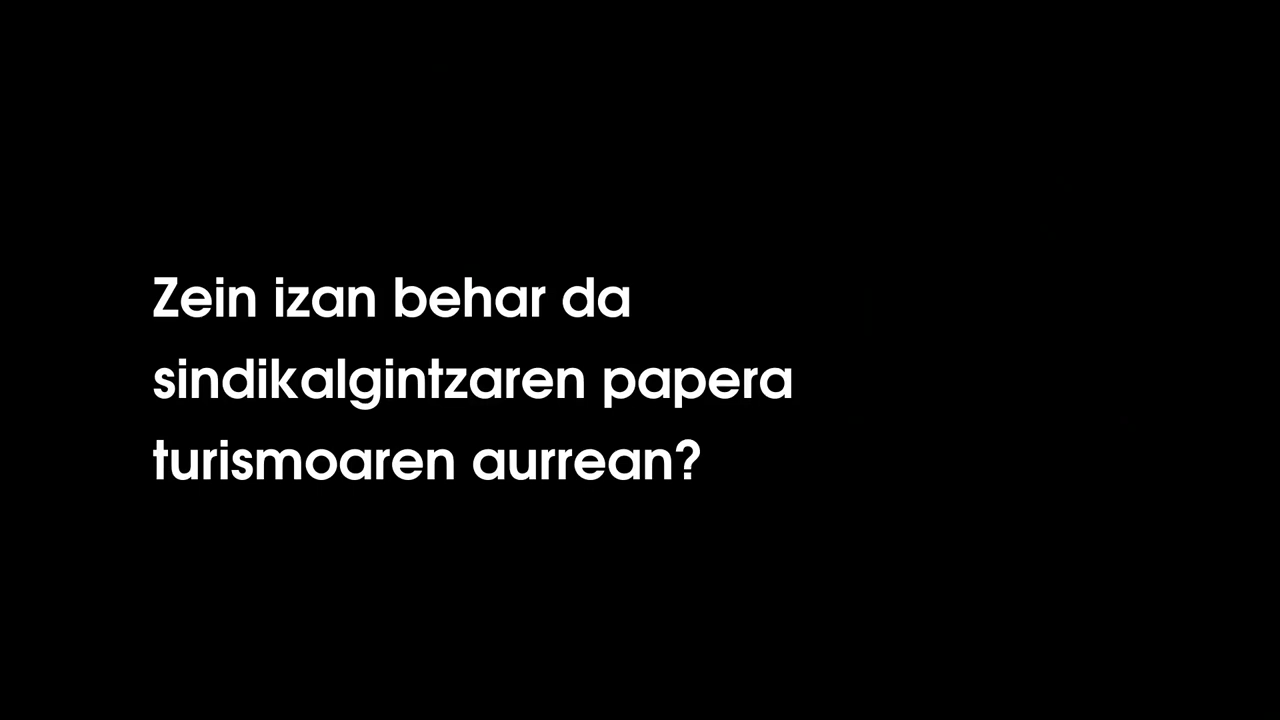 Zein izan behar da
sindikalgintzaren papera
turismoaren aurrean?